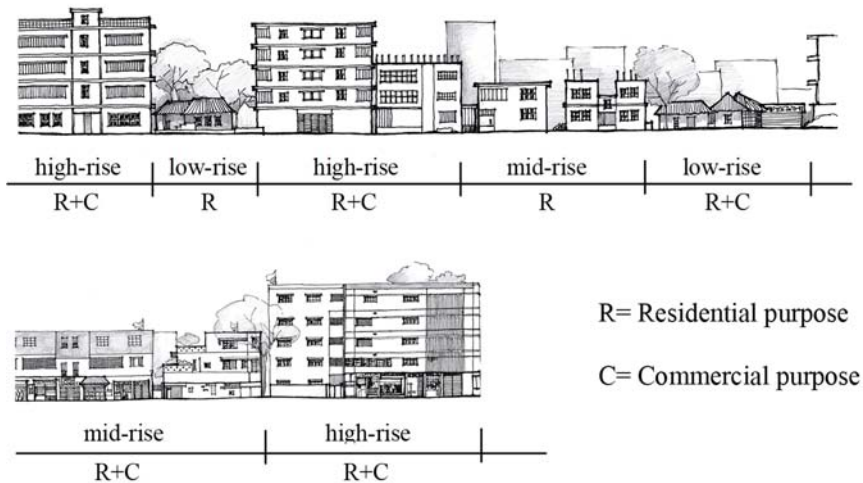 high-rise low-rise high-rise mid-rise low-rise
R+C R R+C R R+C
R= Residential purpose
C= Commercial purpose
mid-rise high-rise
R+C R+C